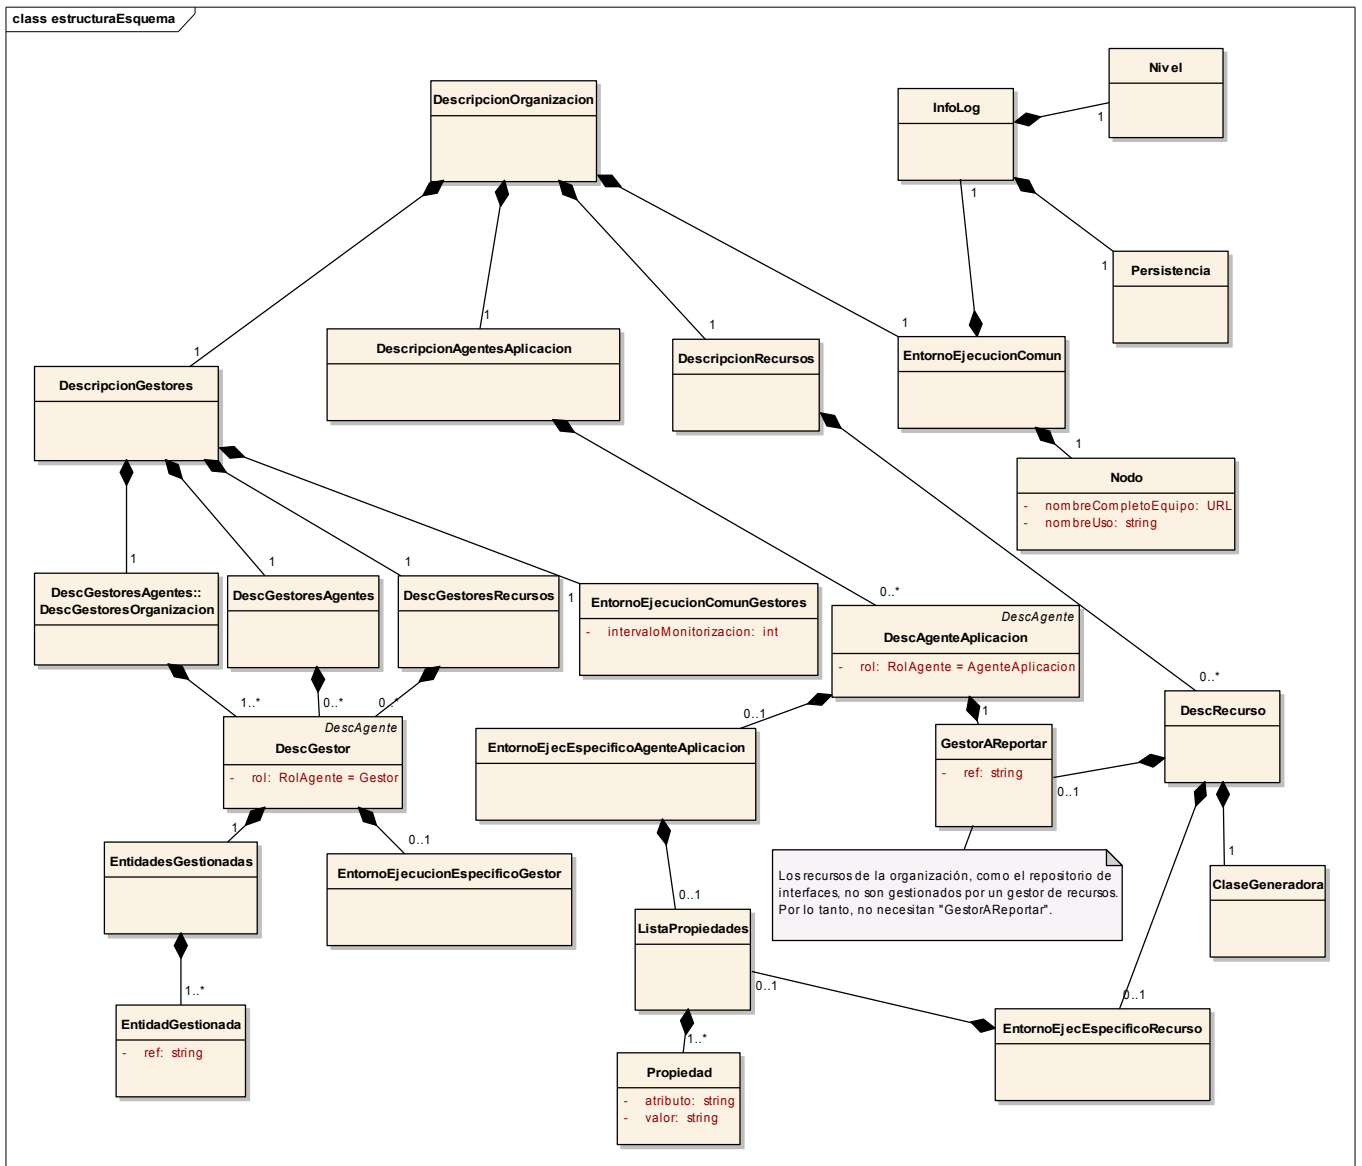 class estructuraEsquema
Nivel
DescripcionOrganizacion
InfoLog
1
1
Persistencia
1
1
1
1
1
DescripcionAgentesAplicacion
DescripcionRecursos
EntornoEjecucionComun
DescripcionGestores
1
Nodo
- nombreCompletoEquipo: URL
- nombreUso: string
1
1
1
1
DescGestoresAgentes::
DescGestoresOrganizacion
DescGestoresAgentes
DescGestoresRecursos
EntornoEjecucionComunGestores
- intervaloMonitorizacion: int
0..*
DescAgente
DescAgenteAplicacion
- rol: RolAgente = AgenteAplicacion
0..*
1..*
0..*
0..*
DescAgente
DescGestor
- rol: RolAgente = Gestor
0..1
1
EntornoEjecEspecificoAgenteAplicacion
GestorAReportar
- ref: string
DescRecurso
0..1
1
0..1
EntidadesGestionadas
EntornoEjecucionEspecificoGestor
Los recursos de la organización, como el repositorio de
interfaces, no son gestionados por un gestor de recursos.
Por lo tanto, no necesitan "GestorAReportar".
1
ClaseGeneradora
0..1
ListaPropiedades
0..1
0..1
1..*
EntidadGestionada
- ref: string
EntornoEjecEspecificoRecurso
1..*
Propiedad
- atributo: string
- valor: string